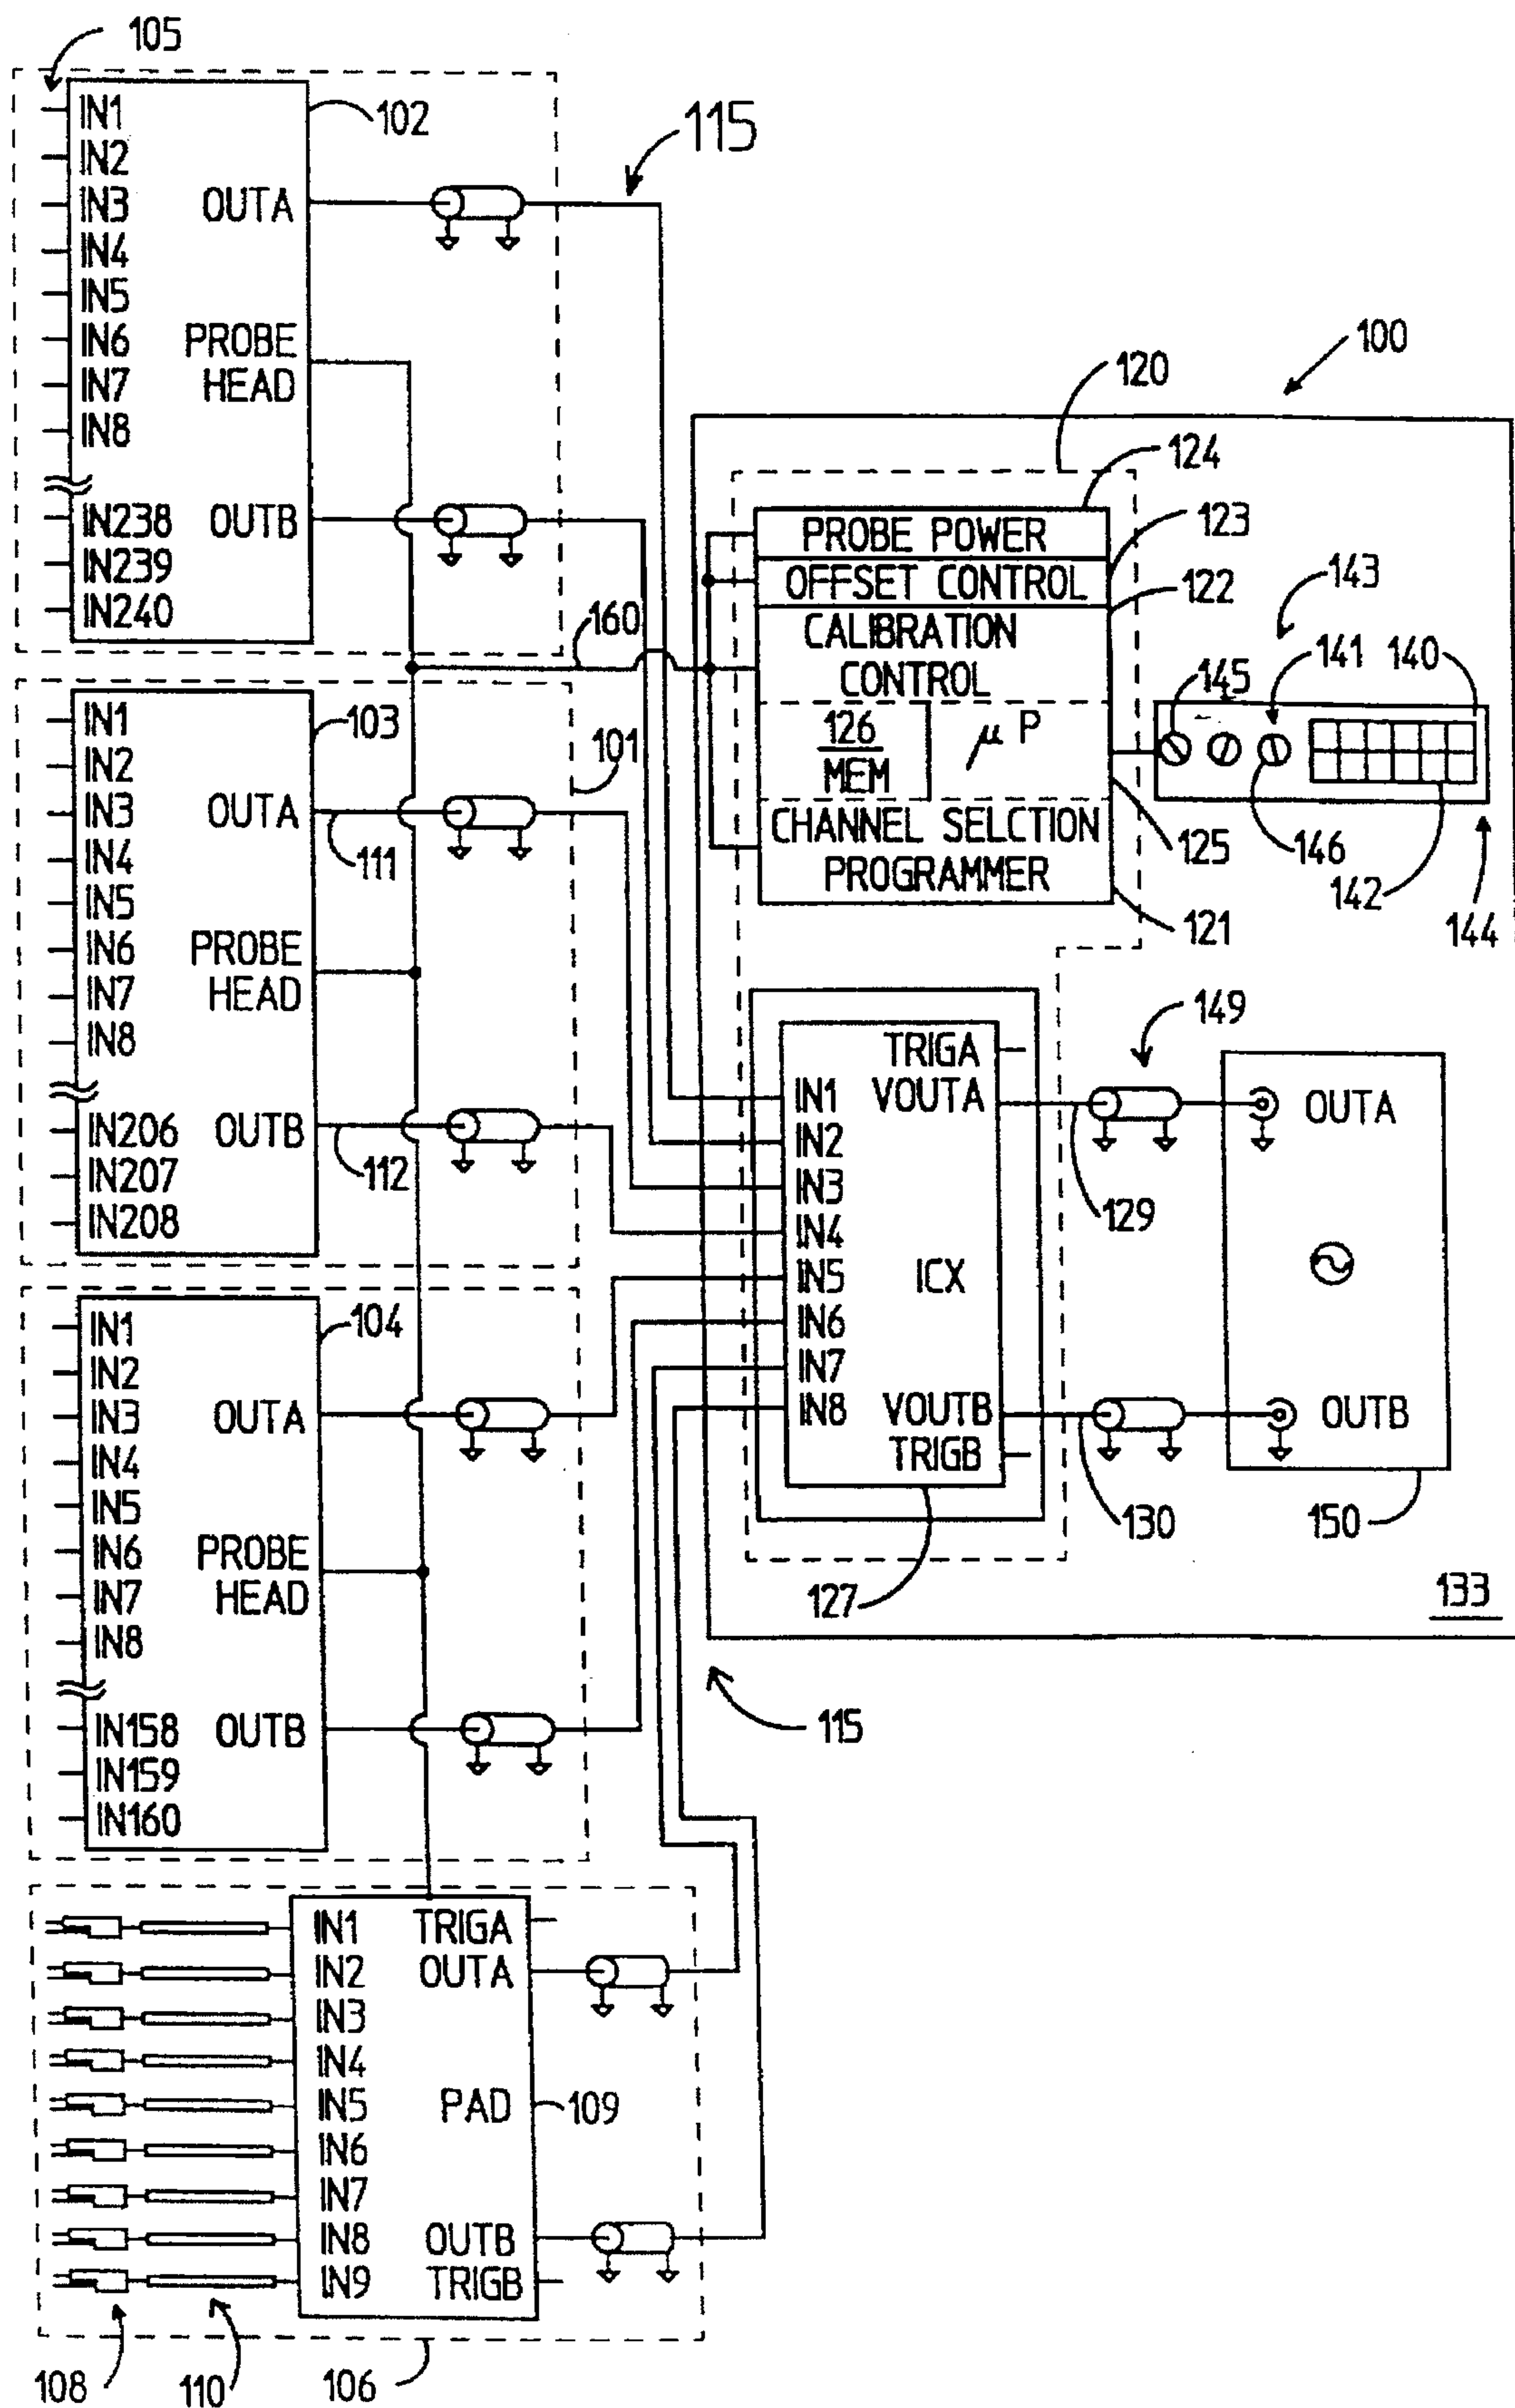 105
IN1
IN2
IN3
IN4
IN5
IN6
IN7
IN8
IN238
IN239
IN240
OUTA
PROBE
HEAD
OUTB
102
115
100
IN1
IN2
IN3
IN4
IN5
IN6
IN7
IN8
IN206
IN207
IN208
OUTA
PROBE
HEAD
OUTB
103
101
111
112
160
IN1
IN2
IN3
IN4
IN5
IN6
IN7
IN8
IN158
IN159
IN160
OUTA
PROBE
HEAD
OUTB
104
IN1
IN2
IN3
IN4
IN5
IN6
IN7
IN8
IN9
TRIGA
OUTA
PAD
OUTB
TRIGB
109
108
110
106
120
124
PROBE POWER
123
OFFSET CONTROL
122
CALIBRATION
CONTROL
126
MEM
μP
CHANNEL SELCTION
PROGRAMMER
125
121
143
145
141
140
146
142
144
IN1
IN2
IN3
IN4
IN5
IN6
IN7
IN8
TRIGA
VOUTA
ICX
VOUTB
TRIGB
127
149
129
130
OUTA
OUTB
150
133
115